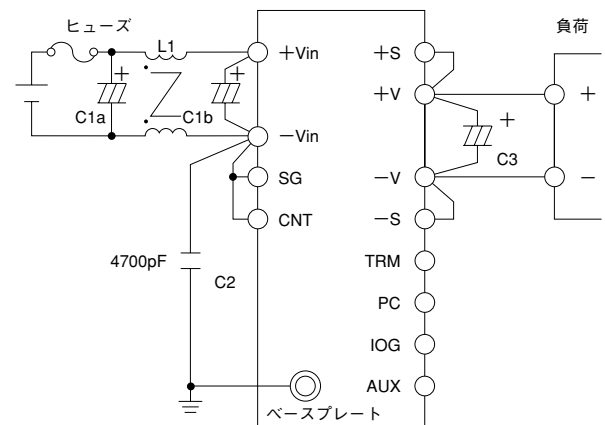 ヒューズ
負荷
L1
+
C1a
C1b
+
+Vin
−Vin
SG
CNT
+S
+V
−V
−S
TRM
PC
IOG
AUX
+
C3
+
−
4700pF
C2
ベースプレート